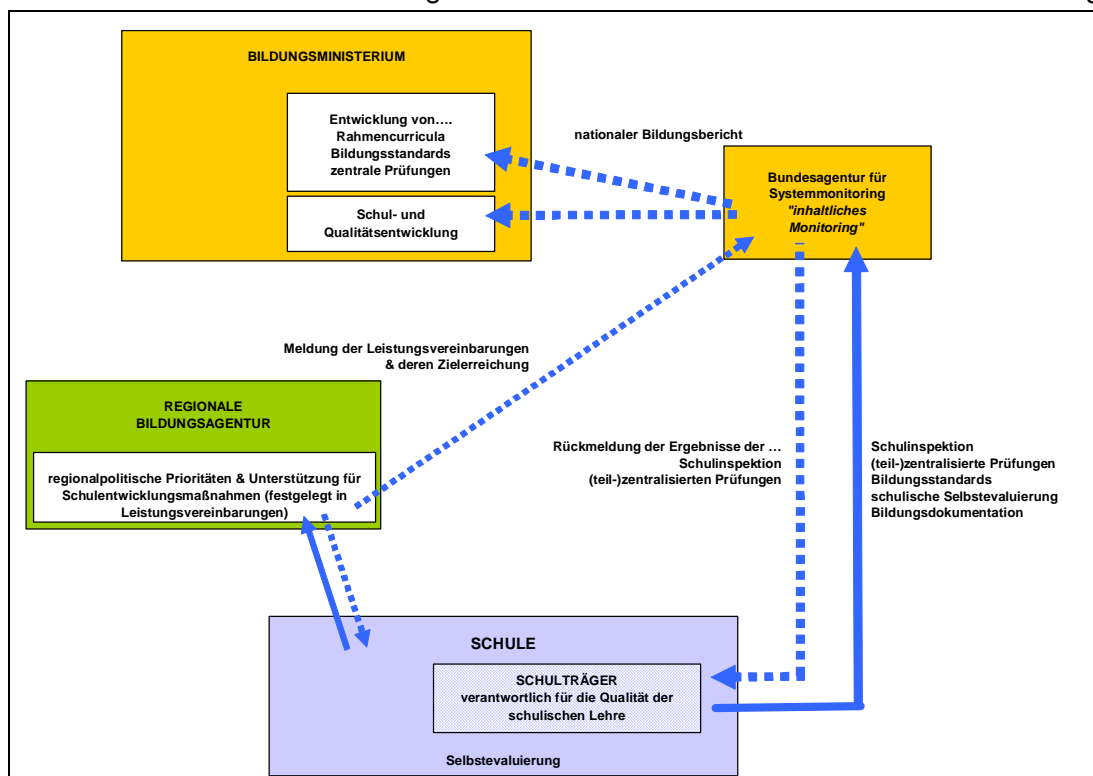 BILDUNGSMINISTERIUM
Entwicklung von….
Rahmencurricula
Bildungsstandards
zentrale Prüfungen
Schul- und
Qualitätsentwicklung
nationaler Bildungsbericht
Bundesagentur für
Systemmonitoring
"inhaltliches
Monitoring"
Meldung der Leistungsvereinbarungen
& deren Zielerreichung
REGIONALE
BILDUNGSAGENTUR
regionalpolitische Prioritäten & Unterstützung für
Schulentwicklungsmaßnahmen (festgelegt in
Leistungsvereinbarungen)
Rückmeldung der Ergebnisse der …
Schulinspektion
(teil-)zentralisierten Prüfungen
Schulinspektion
(teil-)zentralisierte Prüfungen
Bildungsstandards
schulische Selbstevaluierung
Bildungsdokumentation
SCHULE
SCHULTRÄGER
verantwortlich für die Qualität der
schulischen Lehre
Selbstevaluierung